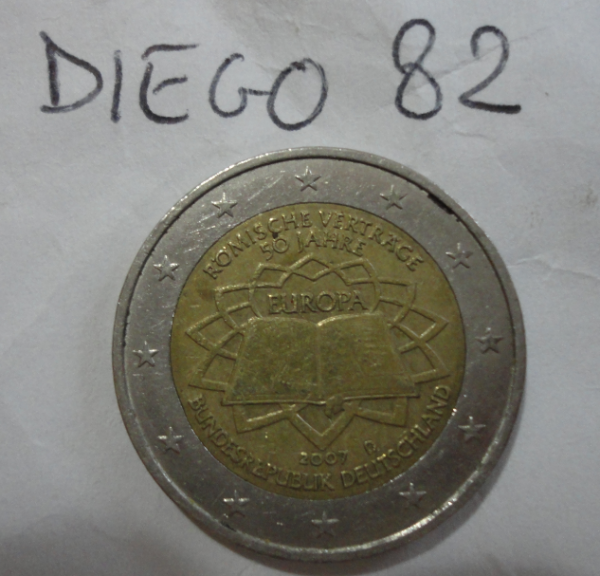 DIEGO 82
RÖMISCHE VERTRÄGE
50 JAHRE
EUROPA
2007 D
BUNDESREPUBLIK DEUTSCHLAND